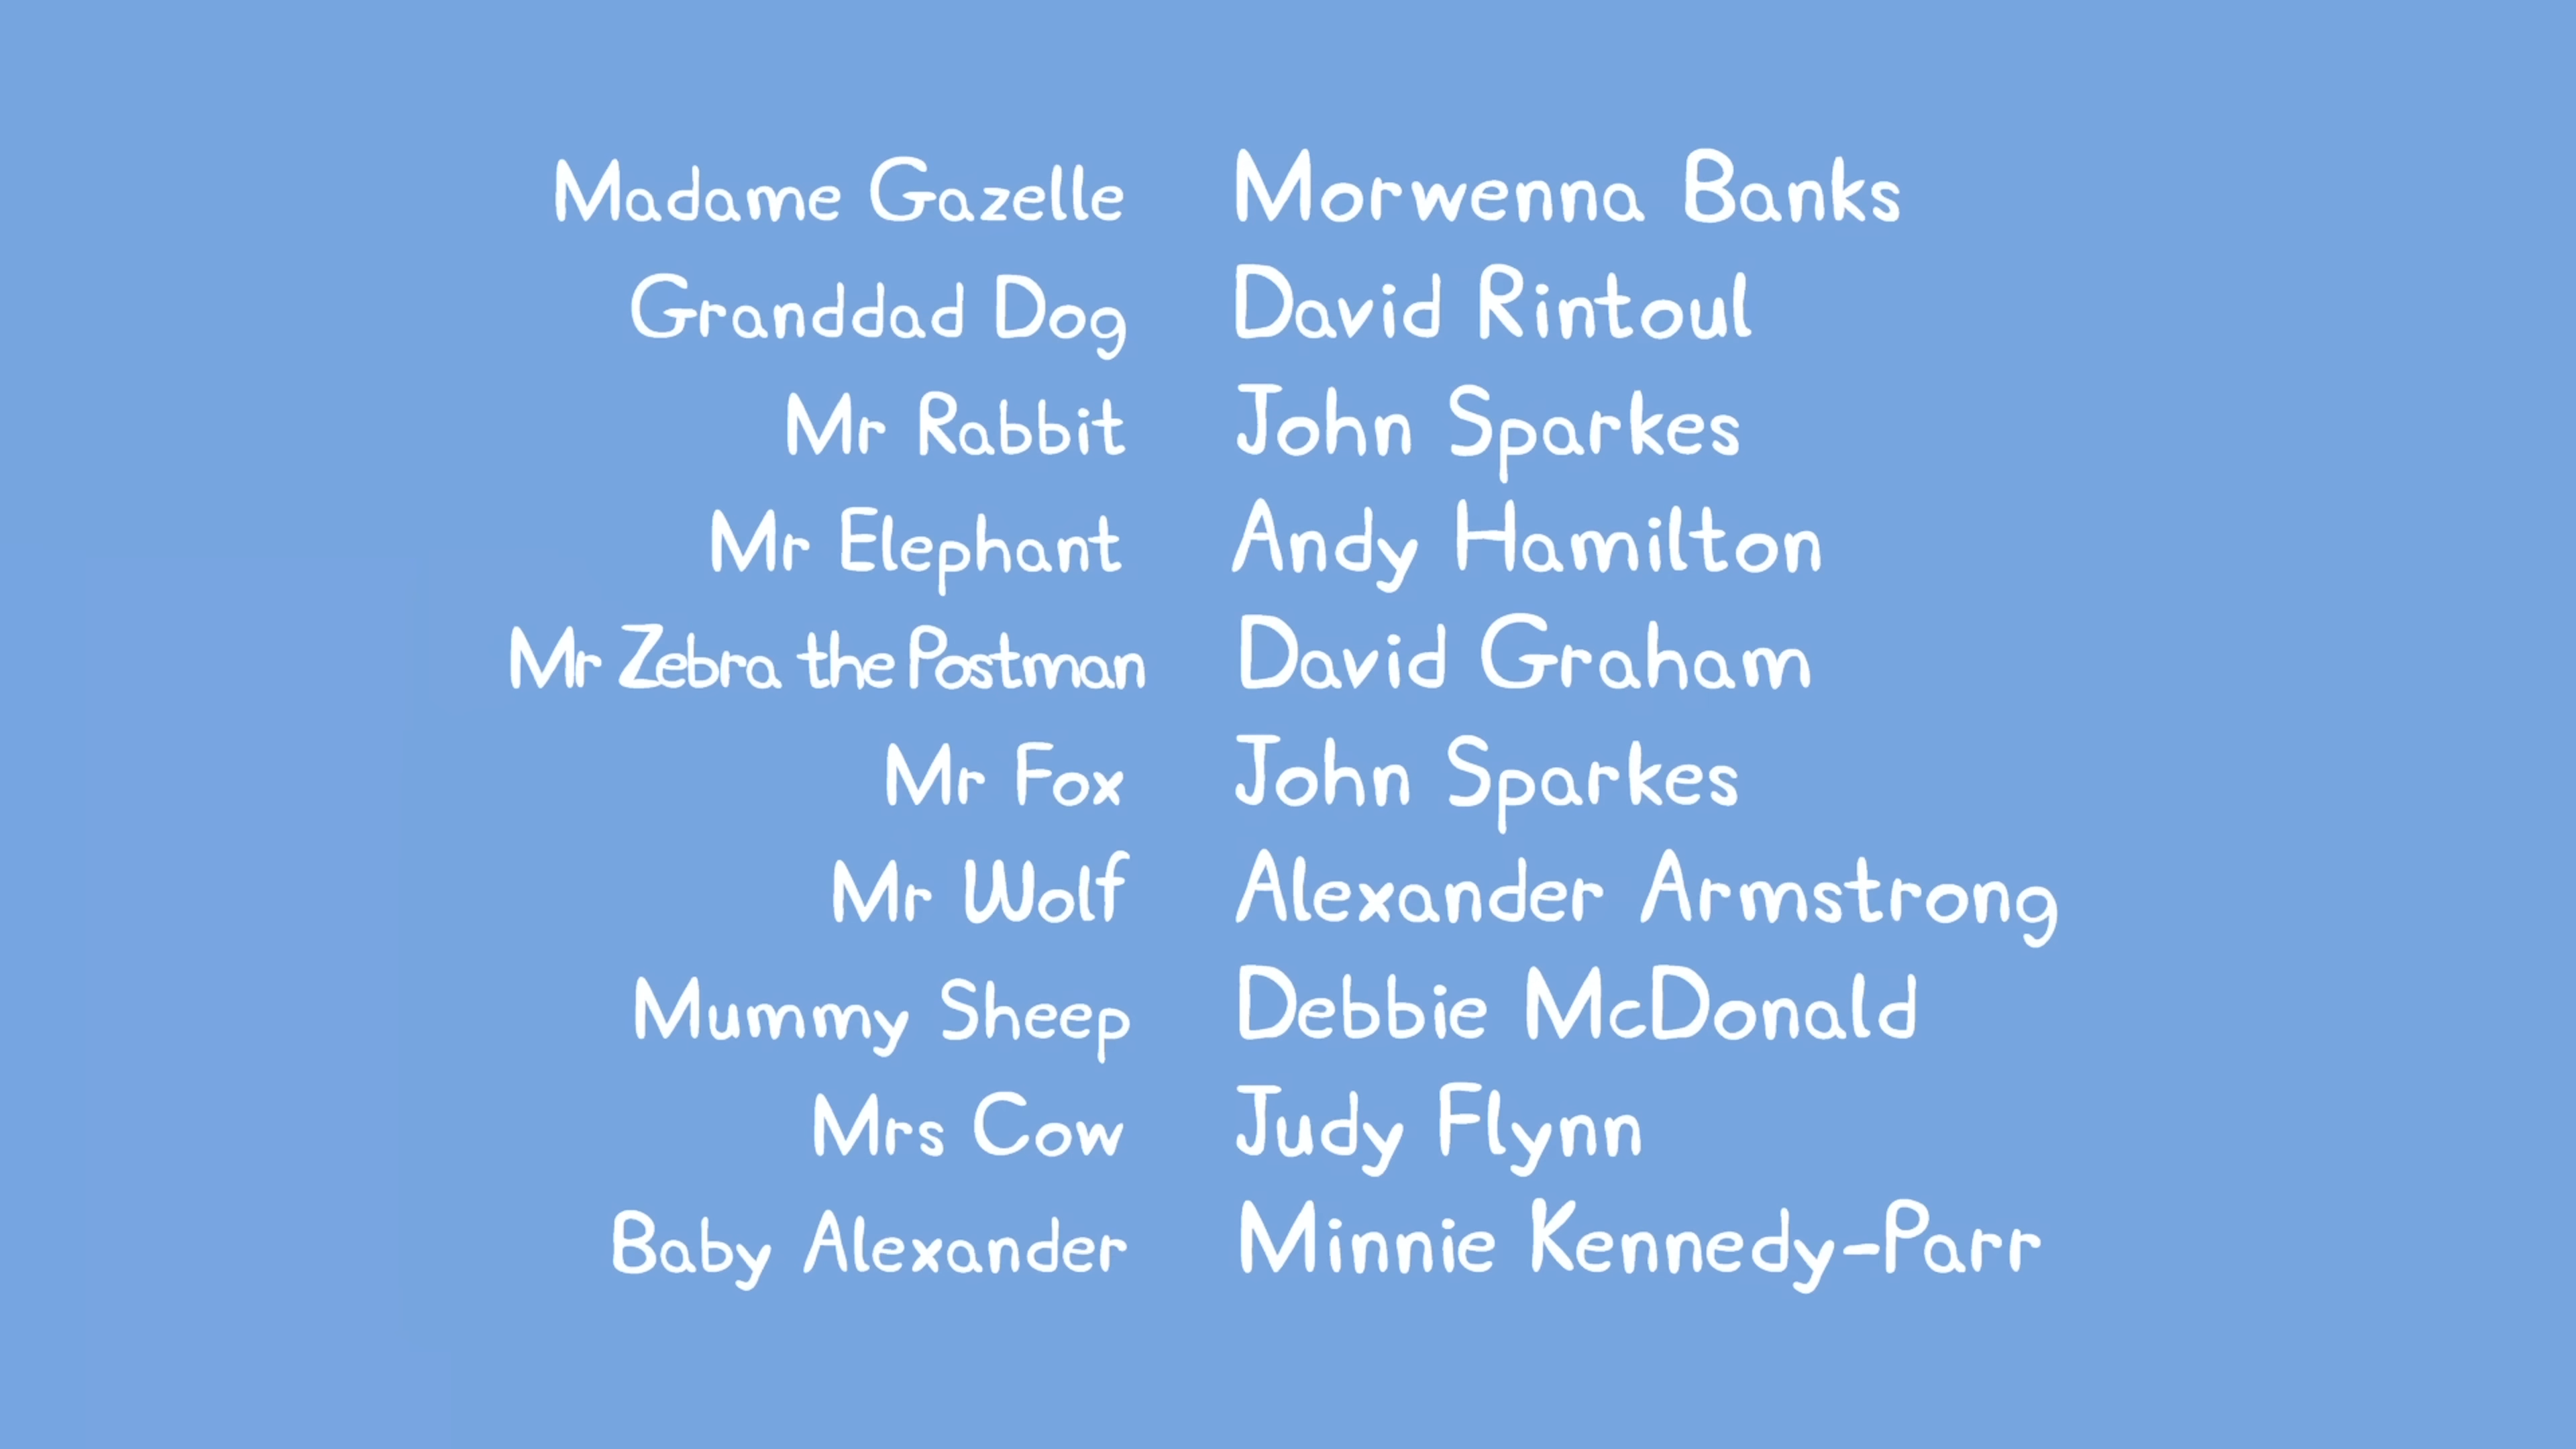 Madame Gazelle Morwenna Banks
Granddad Dog David Rintoul
Mr Rabbit John Sparkes
Mr Elephant Andy Hamilton
Mr Zebra the Postman David Graham
Mr Fox John Sparkes
Mr Wolf Alexander Armstrong
Mummy Sheep Debbie McDonald
Mrs Cow Judy Flynn
Baby Alexander Minnie Kennedy-Parr